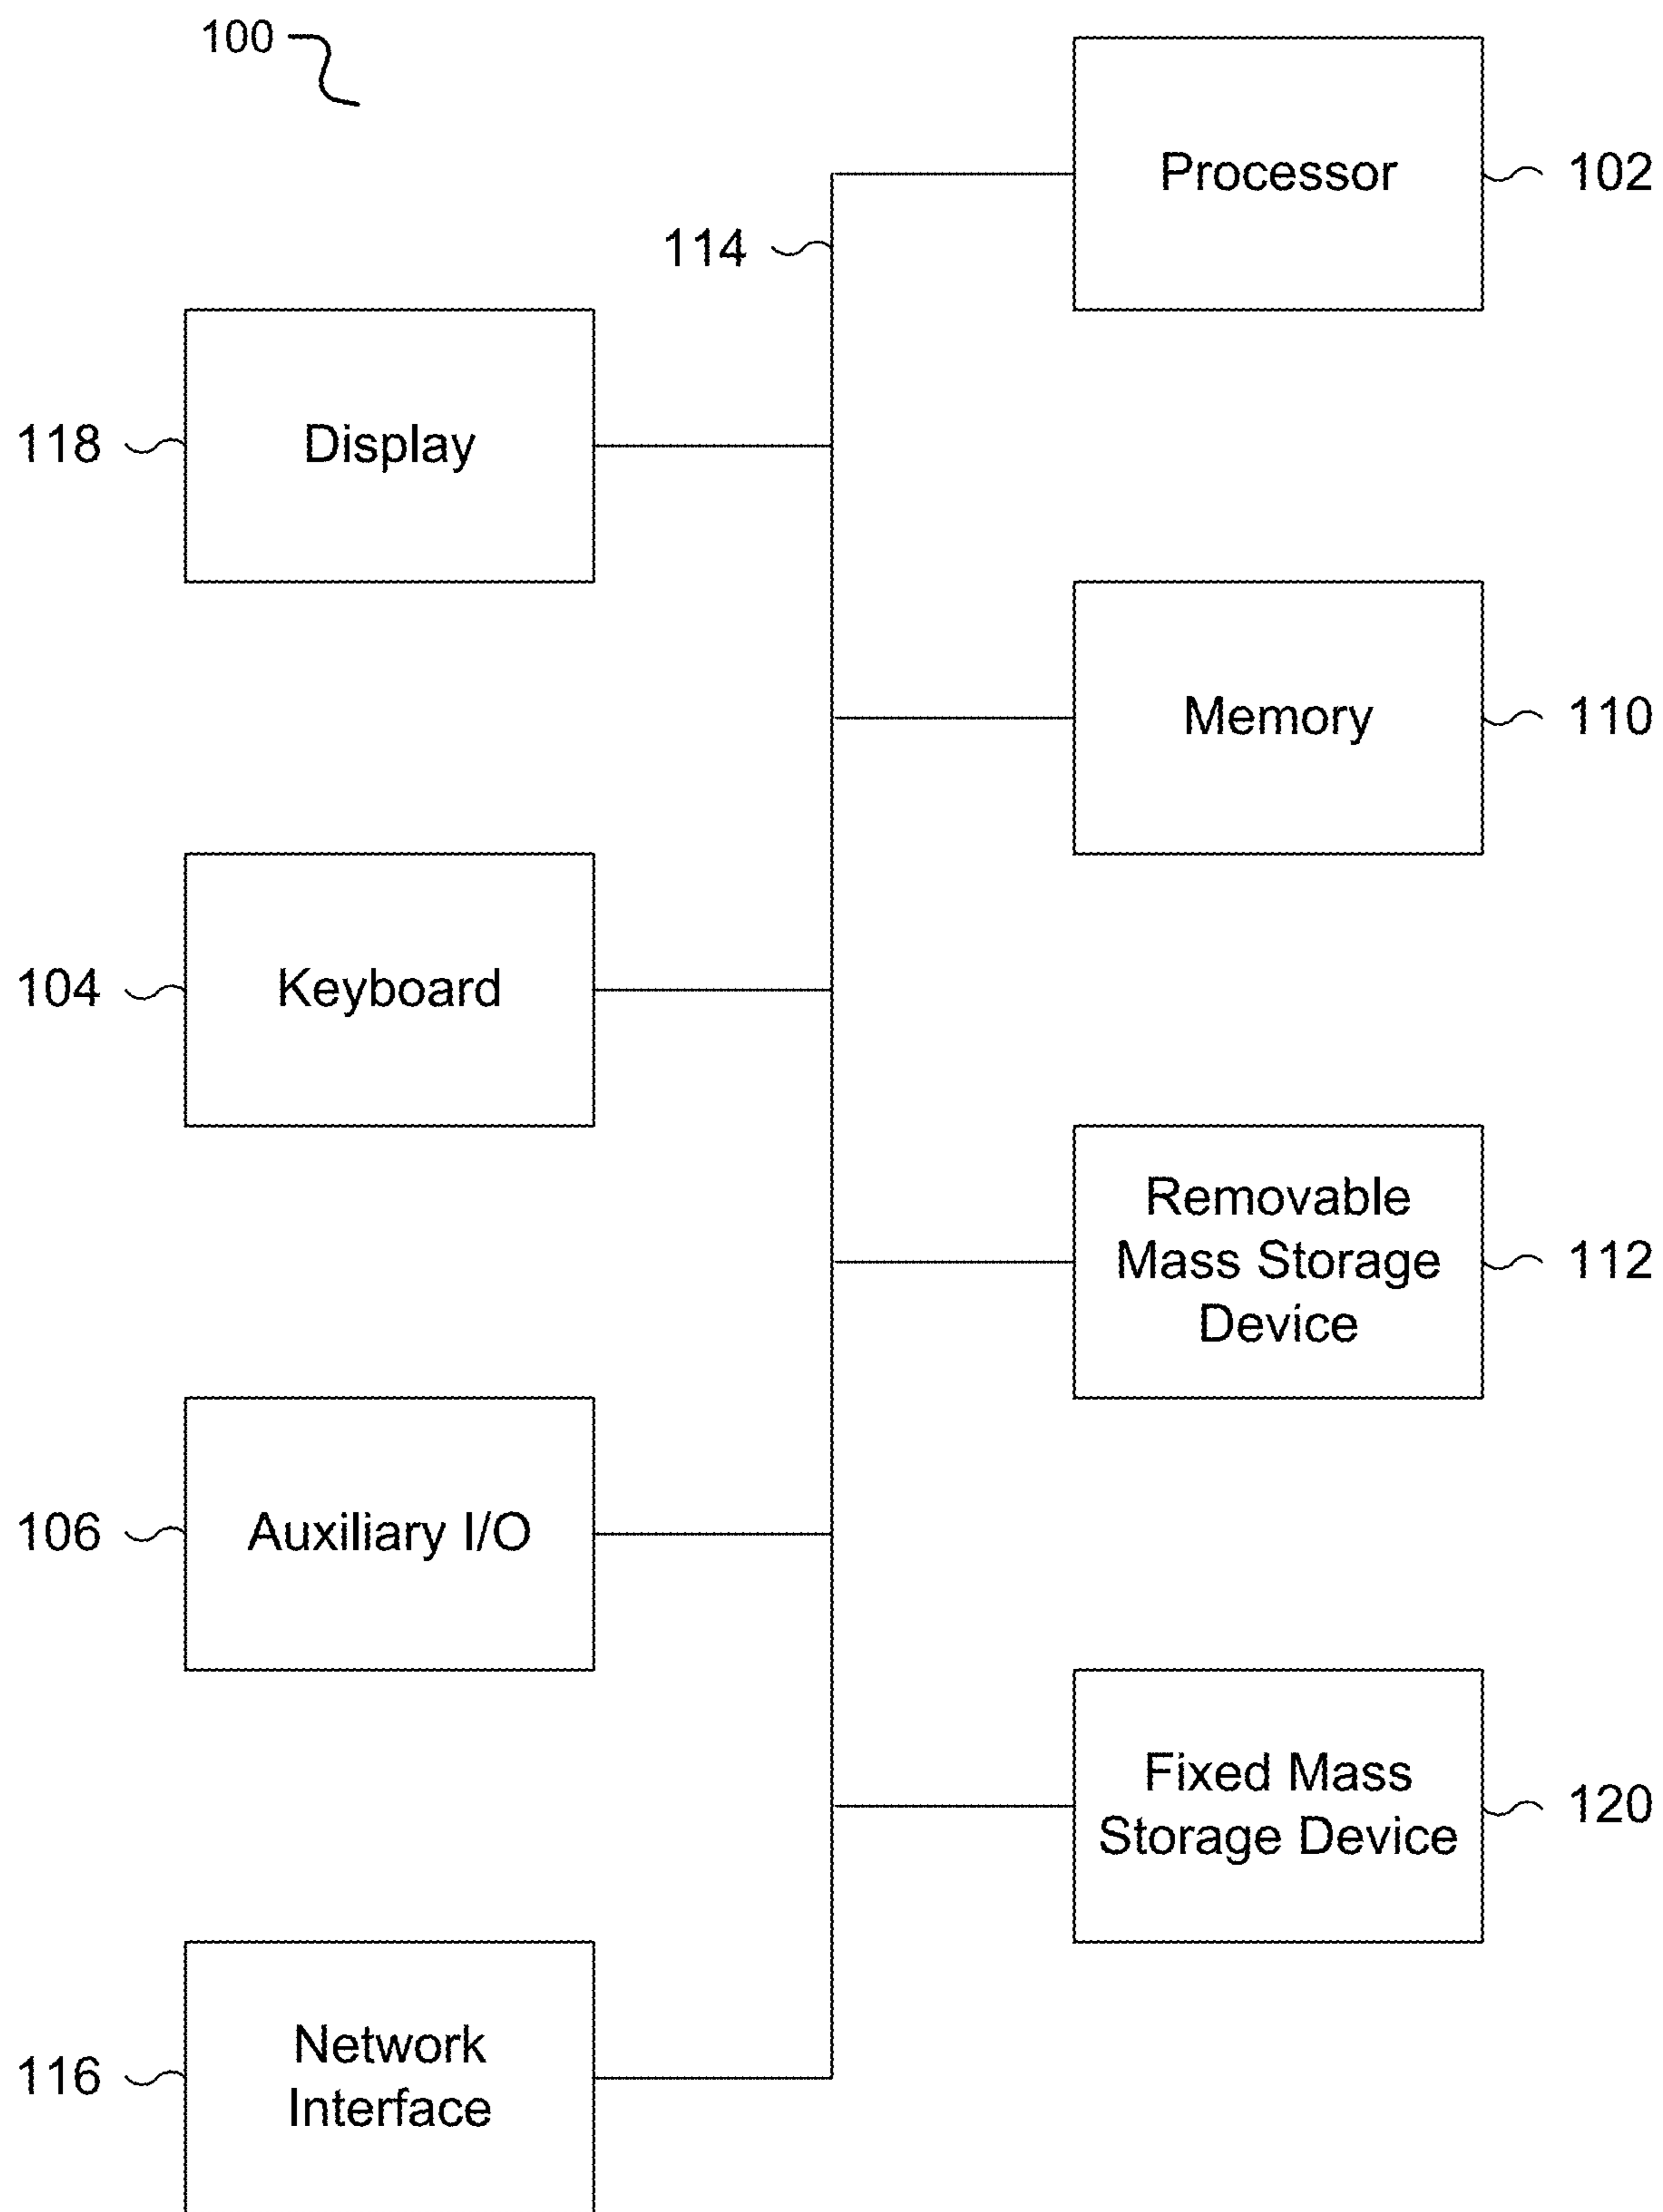 100
Processor
102
114
Display
118
Memory
110
Keyboard
104
Removable
Mass Storage
Device
112
Auxiliary I/O
106
Fixed Mass
Storage Device
120
Network
Interface
116